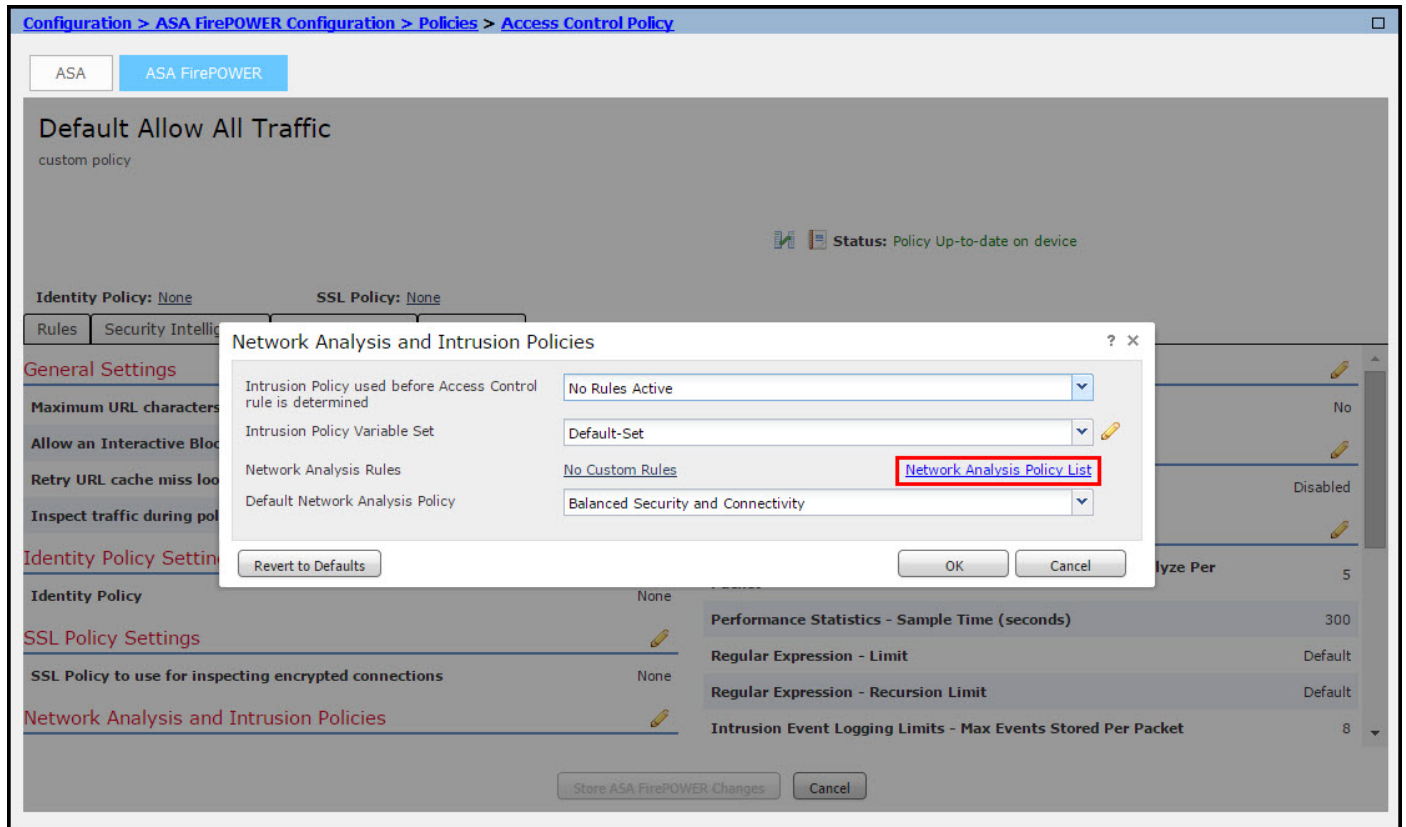 Configuration > ASA FirePOWER Configuration > Policies > Access Control Policy
ASA
ASA FirePOWER
Default Allow All Traffic
custom policy
Status: Policy Up-to-date on device
Identity Policy: None
SSL Policy: None
Rules
Security
Network Analysis and Intrusion Policies
? ×
Intrusion Policy used before Access Control
rule is determined
No Rules Active
Intrusion Policy Variable Set
Default-Set
Network Analysis Rules
No Custom Rules
Network Analysis Policy List
Default Network Analysis Policy
Balanced Security and Connectivity
Revert to Defaults
OK
Cancel
General Settings
Maximum URL characters
No
Allow an Interactive
Retry URL cache miss
Disabled
Inspect traffic during
Identity Policy
Analyze Per
5
Identity Policy
None
Performance Statistics - Sample Time (seconds)
300
SSL Policy Settings
Regular Expression - Limit
Default
SSL Policy to use for inspecting encrypted connections
None
Regular Expression - Recursion Limit
Default
Network Analysis and Intrusion Policies
Intrusion Event Logging Limits - Max Events Stored Per Packet
8
Store ASA FirePOWER Changes
Cancel